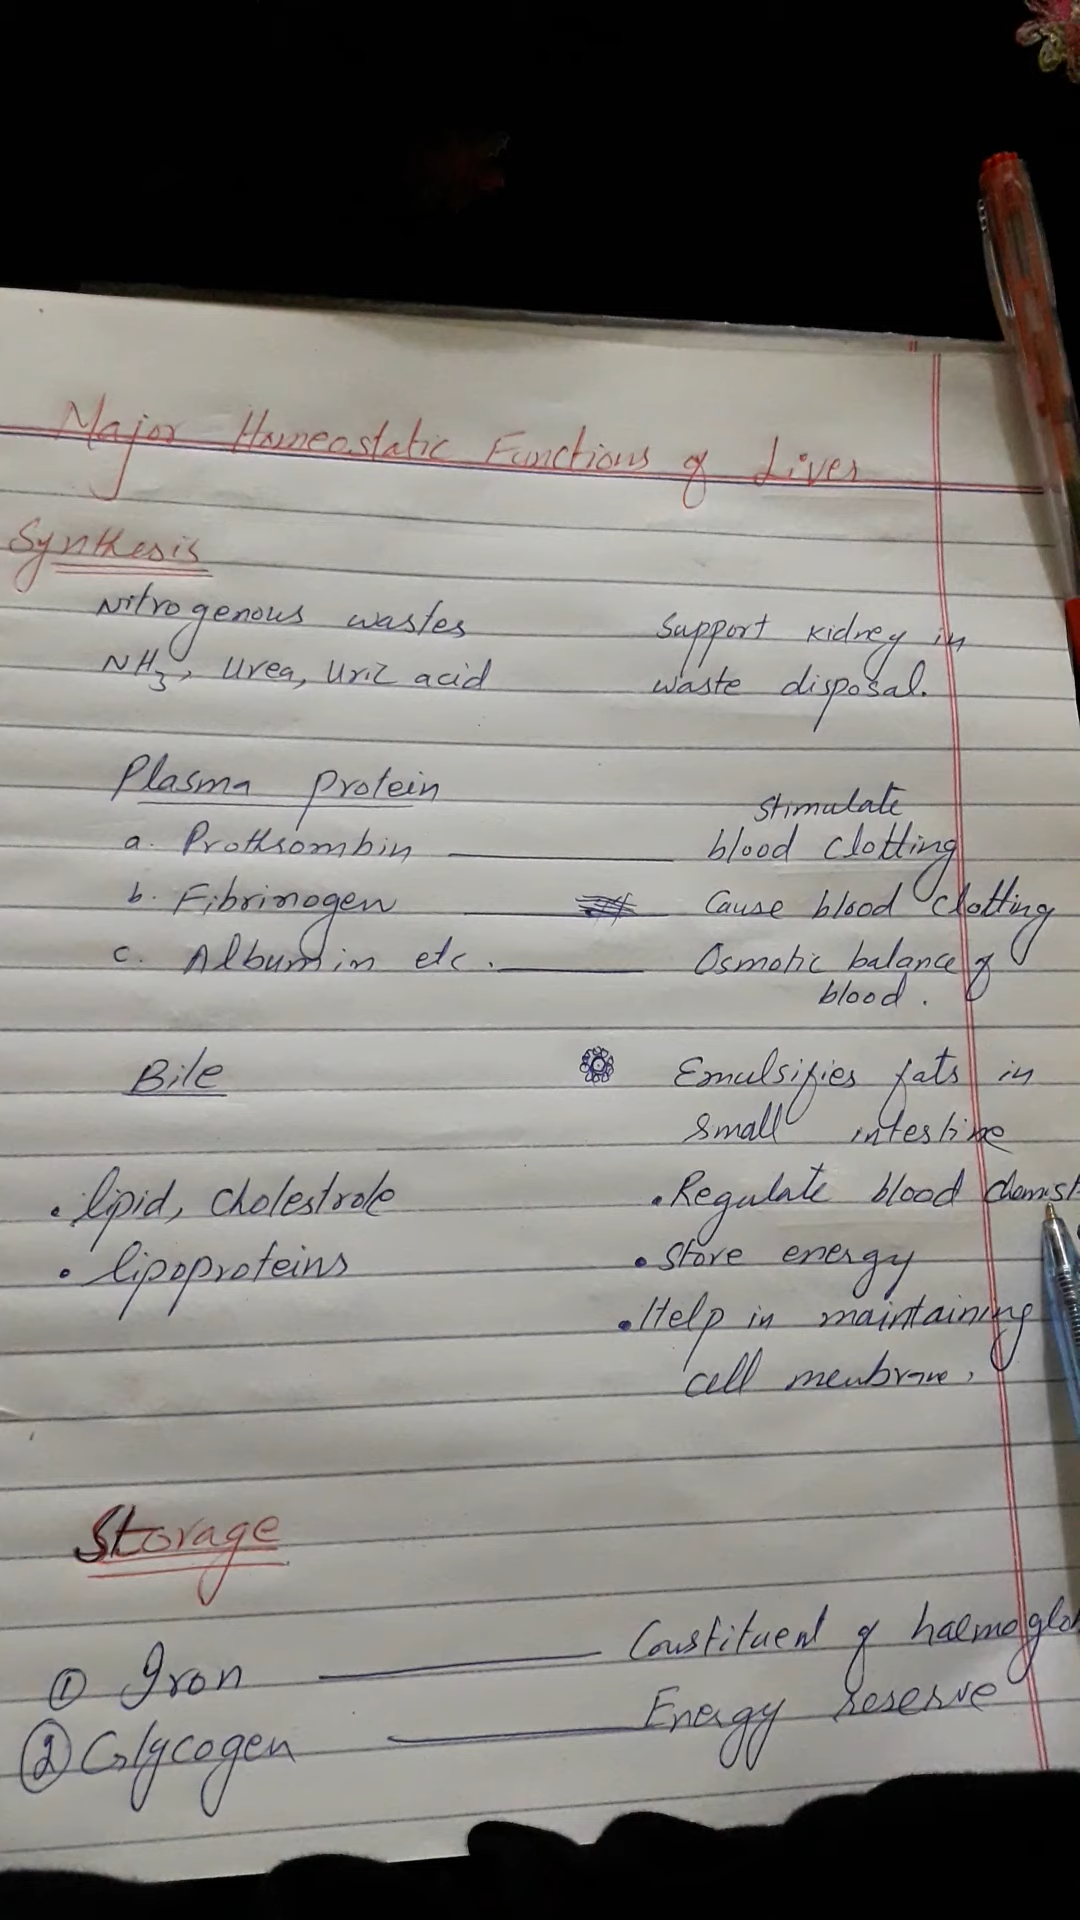 Major Homeostatic Functions of Liver
Synthesis
Nitrogenous wastes
NH3, Urea, Uric acid
Support kidney in
waste disposal.
Plasma protein
a. Prothrombin
stimulate
blood clotting
b. Fibrinogen
Cause blood clotting
c. Albumin etc.
Osmotic balance of
blood.
Bile
Emulsifies fats in
small intestine
• lipid, Cholestrole
• lipoproteins
• Regulate blood
• Store energy
• Help in maintaining
cell menbrane.
Storage
① Iron
Constituent of
② Glycogen
Energy reserve